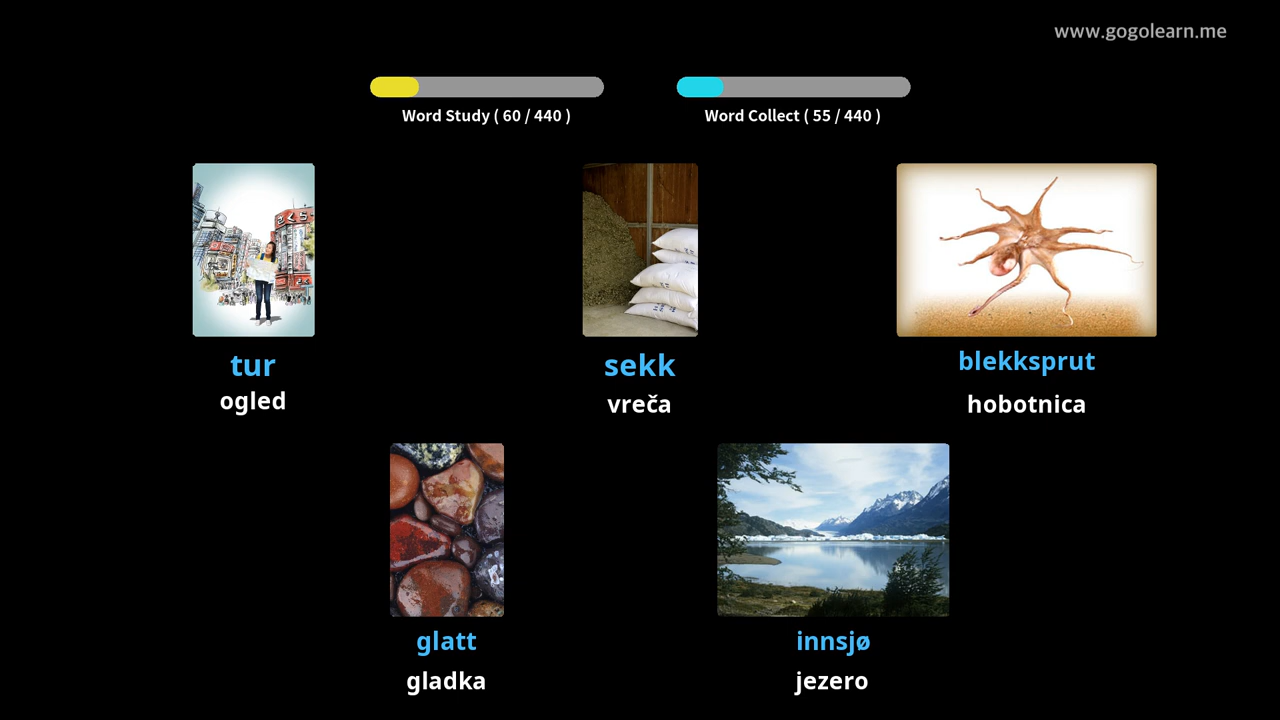 www.gogolearn.me
Word Study ( 60 / 440 )
Word Collect ( 55 / 440 )
tur
ogled
sekk
vreča
blekksprut
hobotnica
glatt
gladka
innsjø
jezero